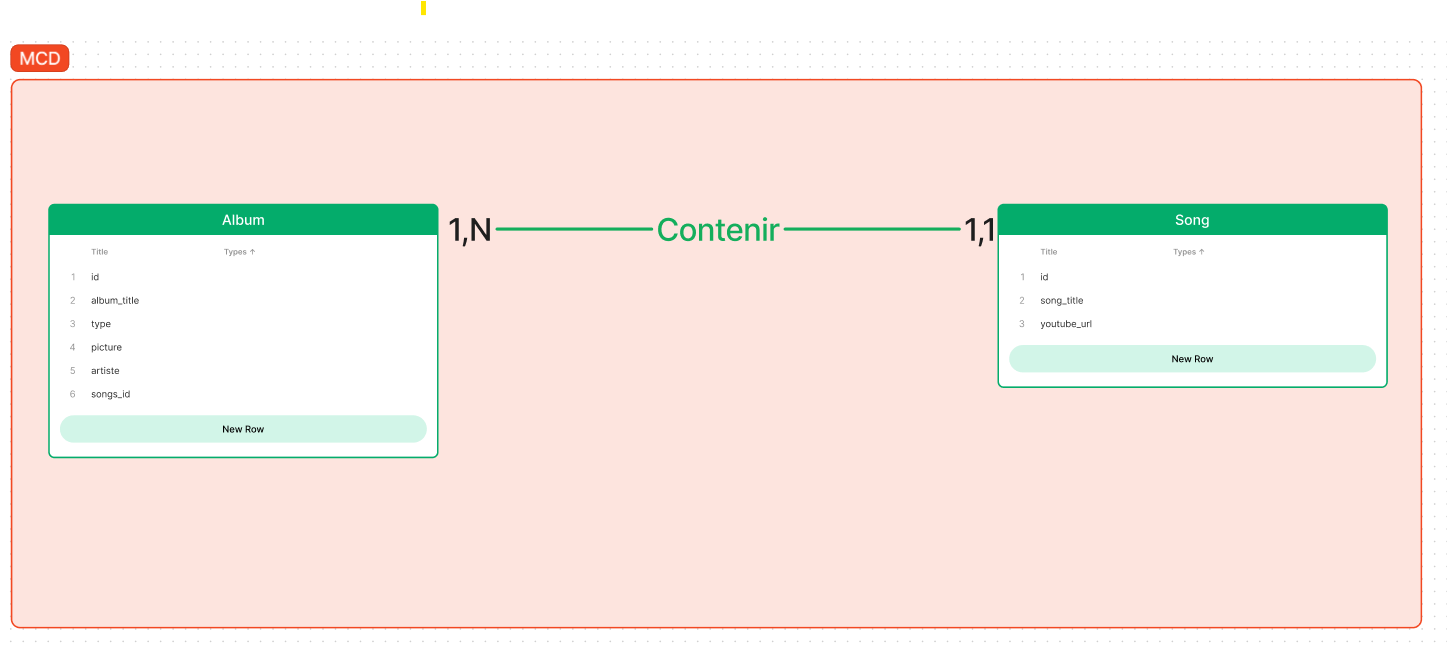 MCD
Album
Title Types ↑
1 id
2 album_title
3 type
4 picture
5 artiste
6 songs_id
New Row
1,N Contenir 1,1
Song
Title Types ↑
1 id
2 song_title
3 youtube_url
New Row